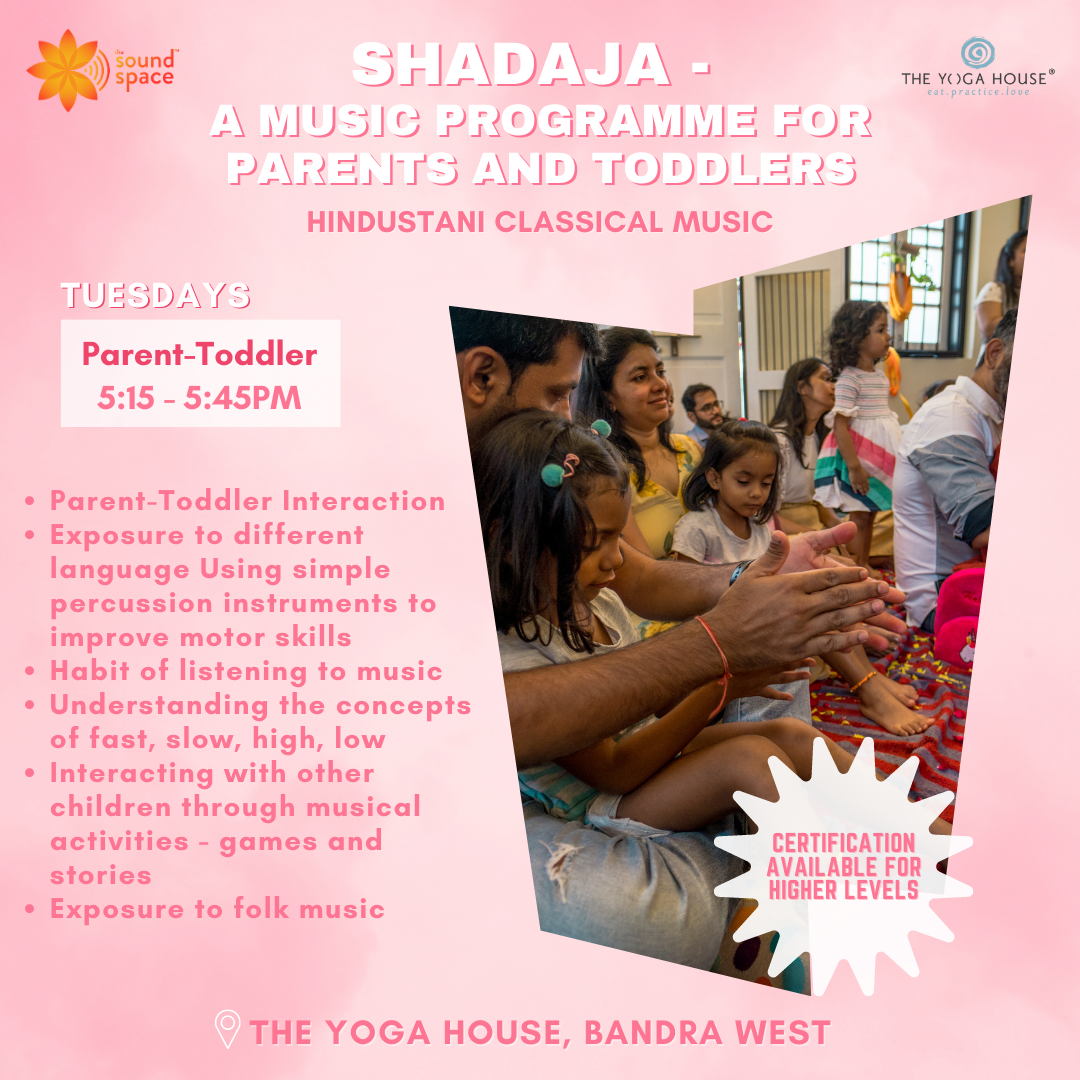 the
sound
space
SHADAJA -
A MUSIC PROGRAMME FOR
PARENTS AND TODDLERS
HINDUSTANI CLASSICAL MUSIC
THE YOGA HOUSE®
eat.practice.love
TUESDAYS
Parent-Toddler
5:15 - 5:45PM
• Parent-Toddler Interaction
• Exposure to different
language Using simple
percussion instruments to
improve motor skills
• Habit of listening to music
• Understanding the concepts
of fast, slow, high, low
• Interacting with other
children through musical
activities - games and
stories
• Exposure to folk music
CERTIFICATION
AVAILABLE FOR
HIGHER LEVELS
THE YOGA HOUSE, BANDRA WEST